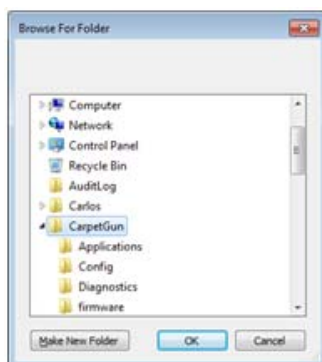 Browse For Folder
Computer
Network
Control Panel
Recycle Bin
AuditLog
Carlos
CarpetGun
Applications
Config
Diagnostics
firmware
Make New Folder
OK
Cancel